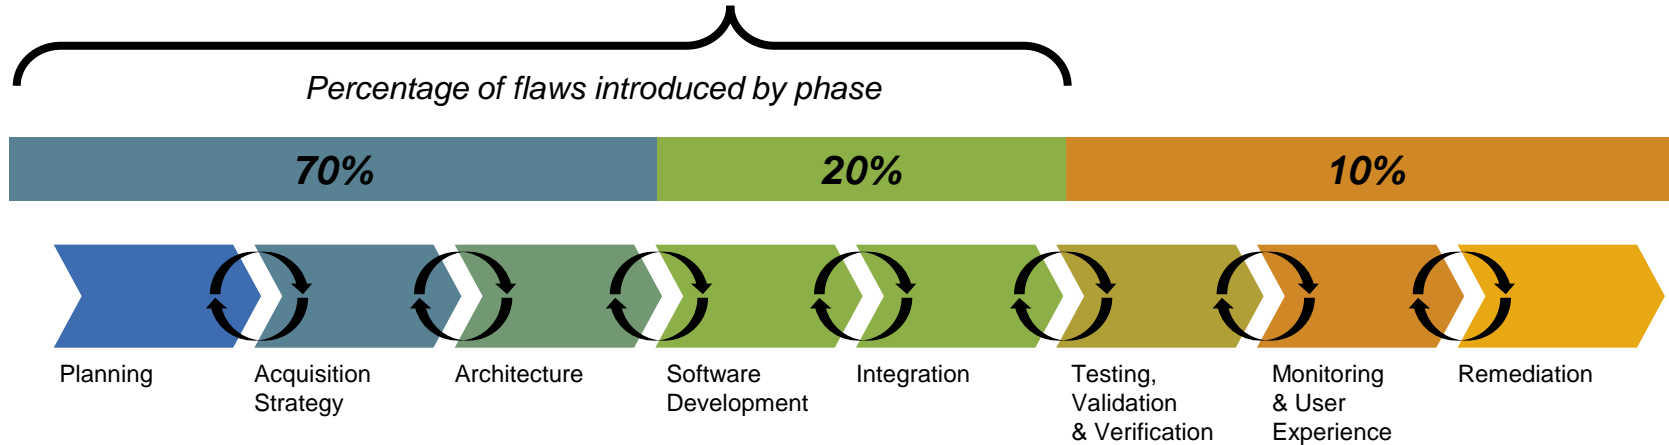 Percentage of flaws introduced by phase
70%
20%
10%
Planning
Acquisition
Strategy
Architecture
Software
Development
Integration
Testing,
Validation
& Verification
Monitoring
& User
Experience
Remediation